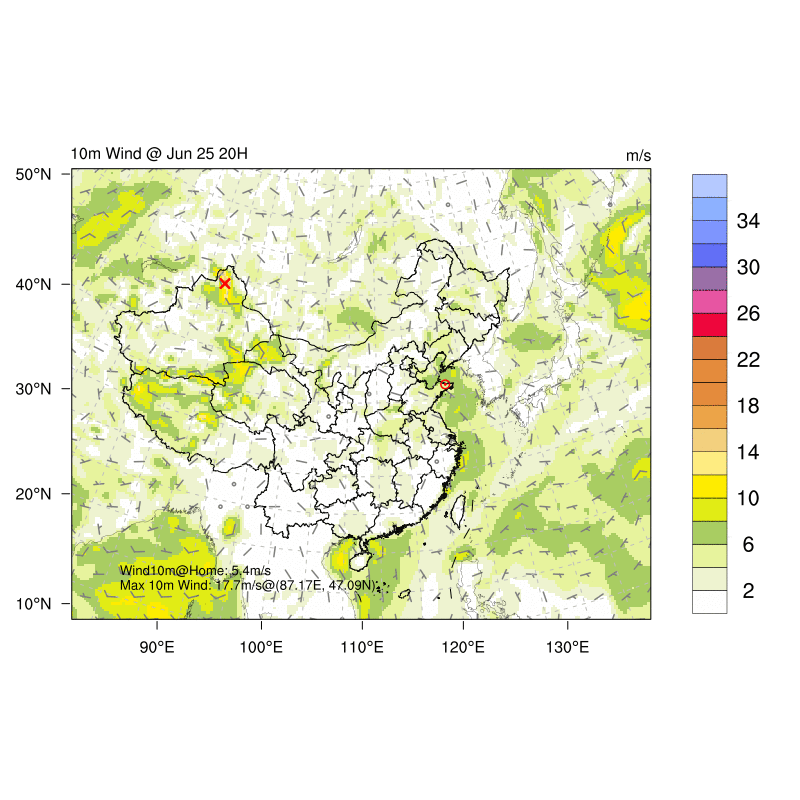 10m Wind @ Jun 25 20H
m/s
50°N
40°N
30°N
20°N
10°N
90°E
100°E
110°E
120°E
130°E
34
30
26
22
18
14
10
6
2
Wind10m@Home: 5.4m/s
Max 10m Wind: 17.7m/s@(87.17E, 47.09N)